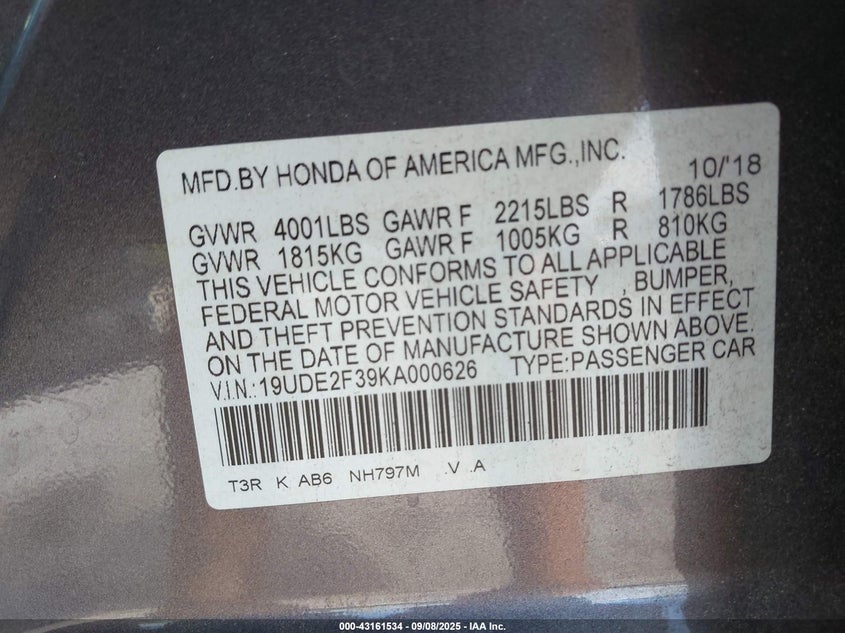 MFD.BY HONDA OF AMERICA MFG.,INC. 10/'18
GVWR 4001LBS GAWR F 2215LBS R 1786LBS
GVWR 1815KG GAWR F 1005KG R 810KG
THIS VEHICLE CONFORMS TO ALL APPLICABLE
FEDERAL MOTOR VEHICLE SAFETY , BUMPER,
AND THEFT PREVENTION STANDARDS IN EFFECT
ON THE DATE OF MANUFACTURE SHOWN ABOVE.
V.I.N.:19UDE2F39KA000626 TYPE:PASSENGER CAR
T3R K AB6 NH797M .V .A
000-43161534 - 09/08/2025 - IAA Inc.